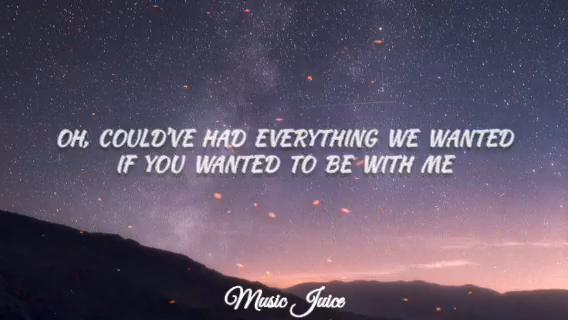 OH, COULD'VE HAD EVERYTHING WE WANTED
IF YOU WANTED TO BE WITH ME
Music Juice